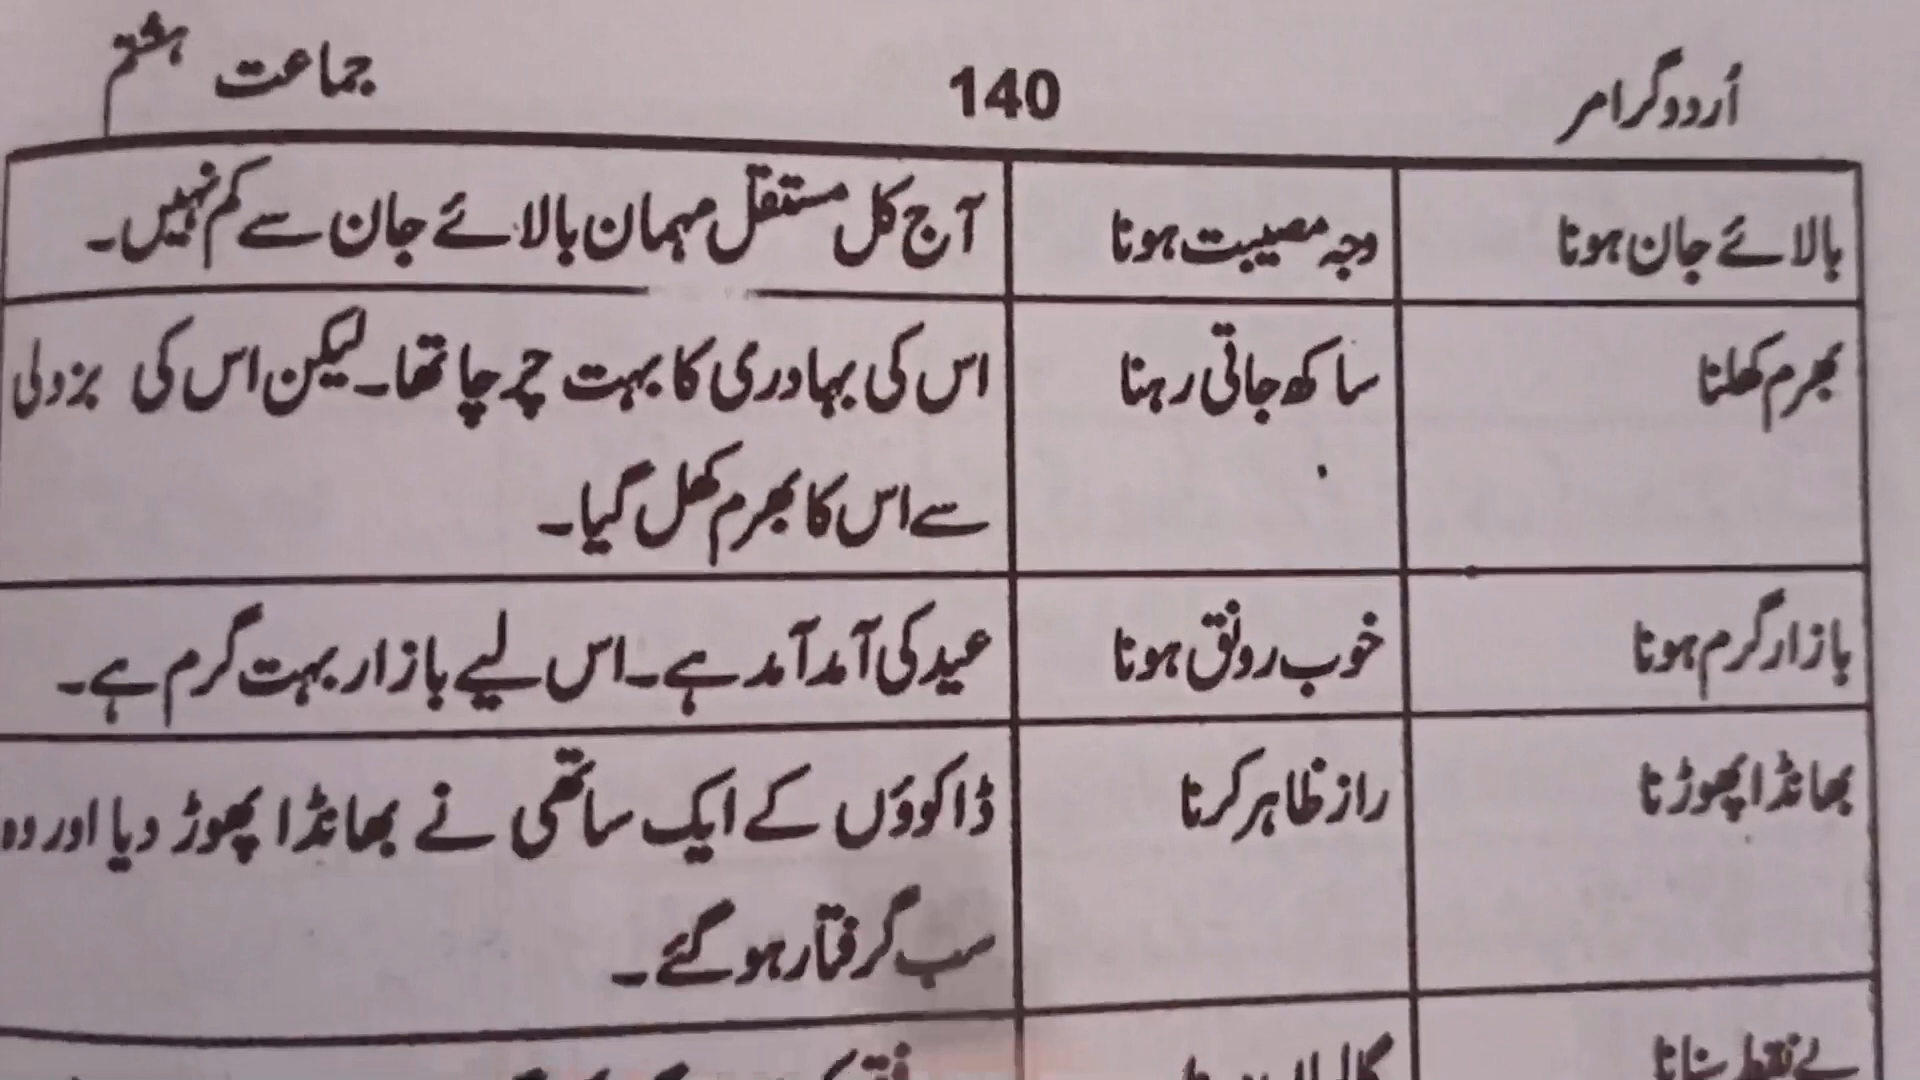 اُردو گرامر 140 جماعت ہشتم
بالائے جان ہونا وجہ مصیبت ہونا آج کل مستقل مہمان بالائے جان سے کم نہیں۔
بھرم کھلنا ساکھ جاتی رہنا اس کی بہادری کا بہت چرچا تھا۔ لیکن اس کی بزدلی
سے اس کا بھرم کھل گیا۔
بازار گرم ہونا خوب رونق ہونا عید کی آمد آمد ہے۔ اس لیے بازار بہت گرم ہے۔
بھانڈا پھوڑنا راز ظاہر کرنا ڈاکوؤں کے ایک ساتھی نے بھانڈا پھوڑ دیا اور وہ
سب گرفتار ہو گئے۔
بے نقط سنانا